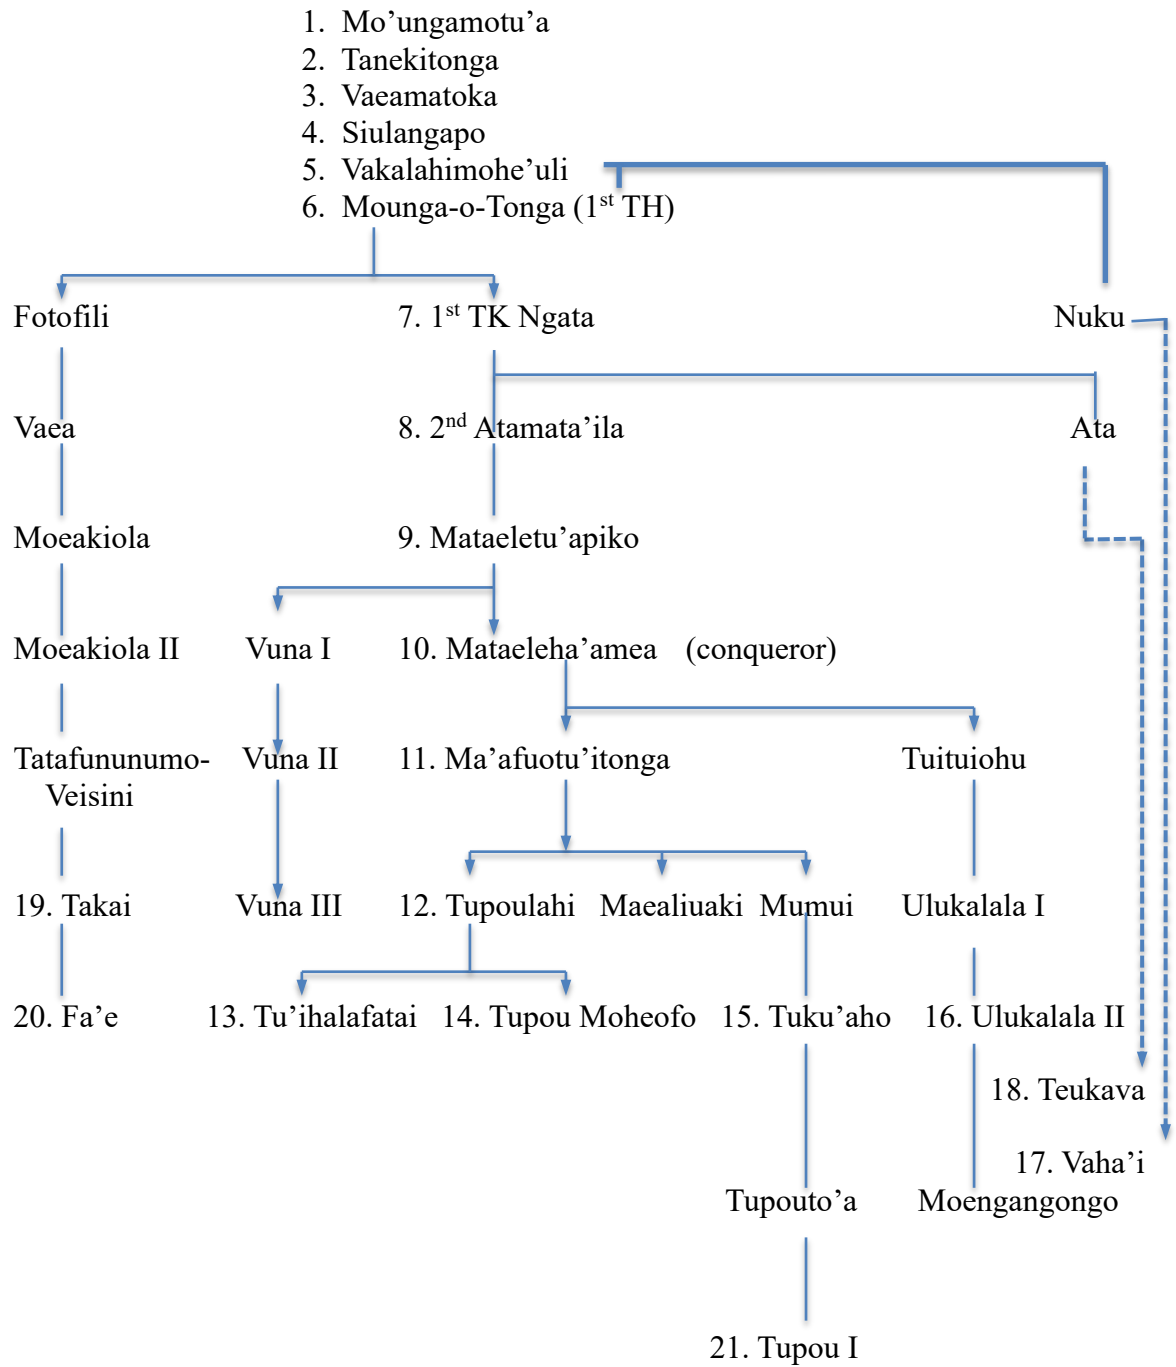 1. Mo’ungamotu’a
2. Tanekitonga
3. Vaeamatoka
4. Siulangapo
5. Vakalahimohe’uli
6. Mounga-o-Tonga (1st TH)
Fotofili 7. 1st TK Ngata Nuku
Vaea 8. 2nd Atamata’ila Ata
Moeakiola 9. Mataeletu’apiko
Moeakiola II Vuna I 10. Mataeleha’amea (conqueror)
Tatafununumo- Vuna II 11. Ma’afuotu’itonga Tuituiohu
Veisini
19. Takai Vuna III 12. Tupoulahi Maealiuaki Mumui Ulukalala I
20. Fa’e 13. Tu’ihalafatai 14. Tupou Moheofo 15. Tuku’aho 16. Ulukalala II
18. Teukava
17. Vaha’i
Tupouto’a Moengangongo
21. Tupou I